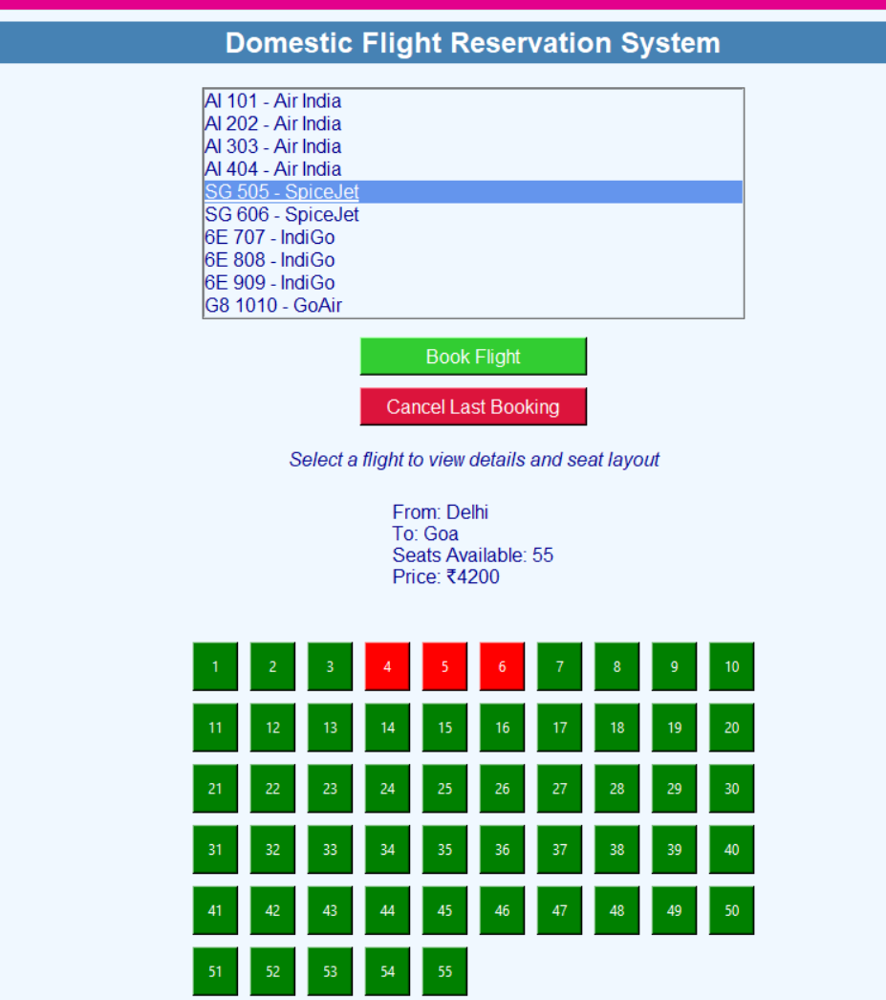 Domestic Flight Reservation System
AI 101 - Air India
AI 202 - Air India
AI 303 - Air India
AI 404 - Air India
SG 505 - SpiceJet
SG 606 - SpiceJet
6E 707 - IndiGo
6E 808 - IndiGo
6E 909 - IndiGo
G8 1010 - GoAir
Book Flight
Cancel Last Booking
Select a flight to view details and seat layout
From: Delhi
To: Goa
Seats Available: 55
Price: ₹4200
1 2 3 4 5 6 7 8 9 10
11 12 13 14 15 16 17 18 19 20
21 22 23 24 25 26 27 28 29 30
31 32 33 34 35 36 37 38 39 40
41 42 43 44 45 46 47 48 49 50
51 52 53 54 55